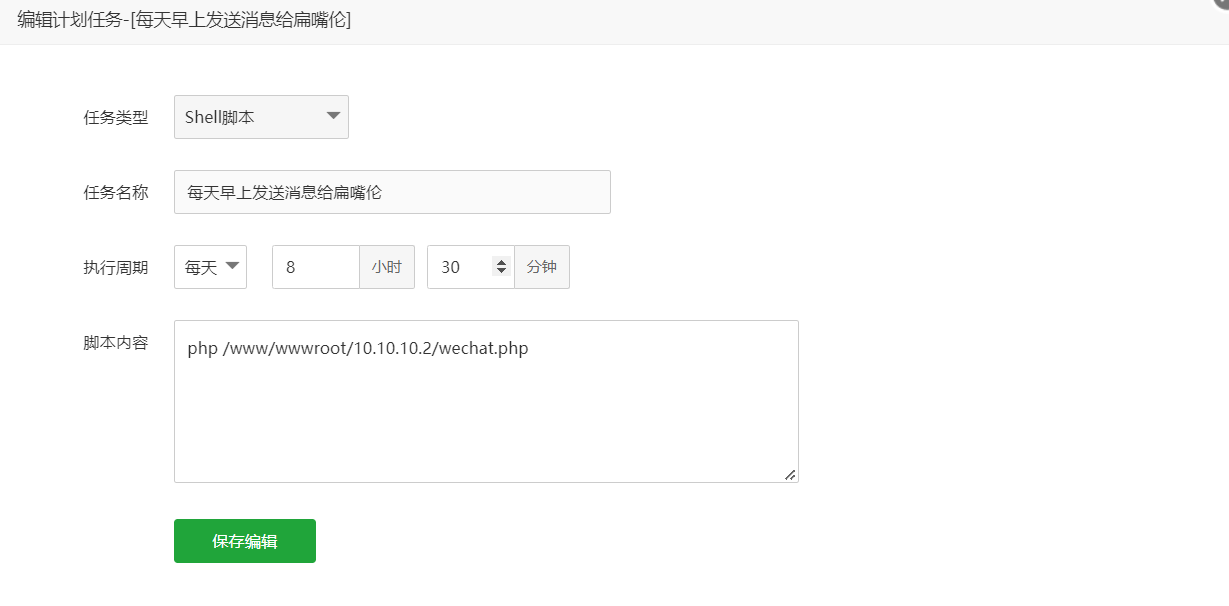 编辑计划任务-[每天早上发送消息给扁嘴伦]
任务类型 Shell脚本
任务名称 每天早上发送消息给扁嘴伦
执行周期 每天 8 小时 30 分钟
脚本内容 php /www/wwwroot/10.10.10.2/wechat.php
保存编辑